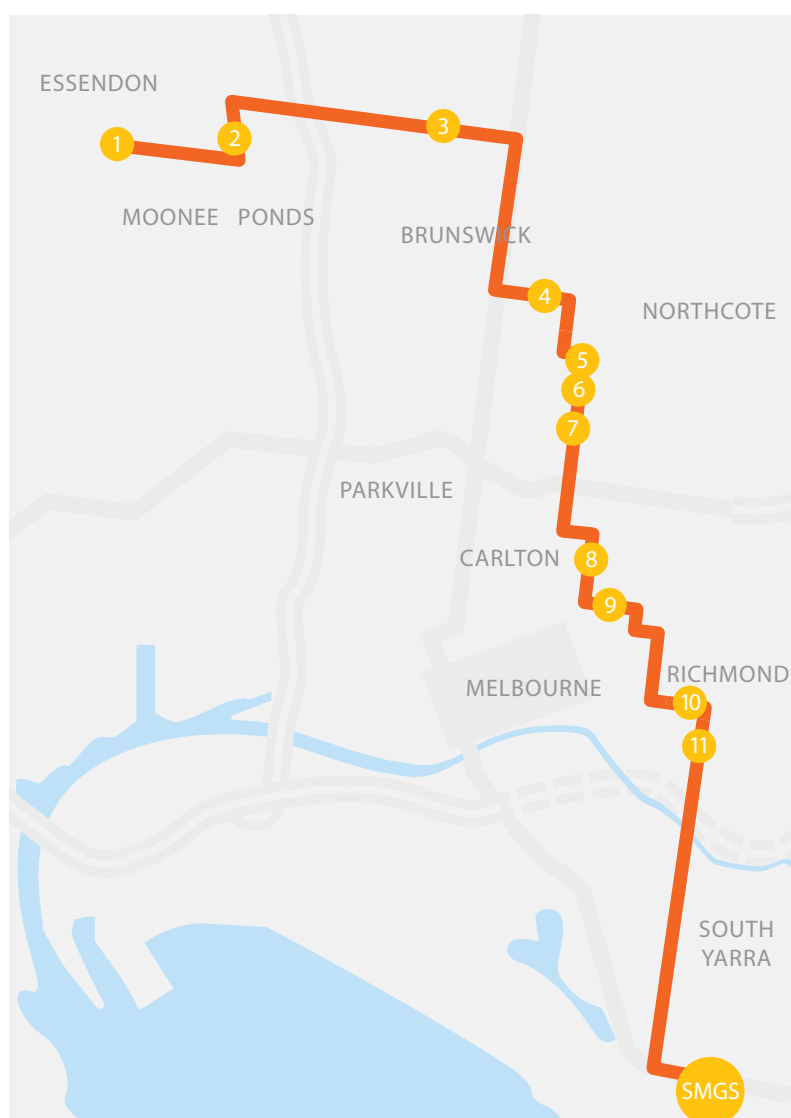 ESSENDON
1
2
3
MOONEE PONDS
BRUNSWICK
4
NORTHCOTE
5
6
7
PARKVILLE
CARLTON
8
9
RICHMOND
MELBOURNE
10
11
SOUTH
YARRA
SMGS